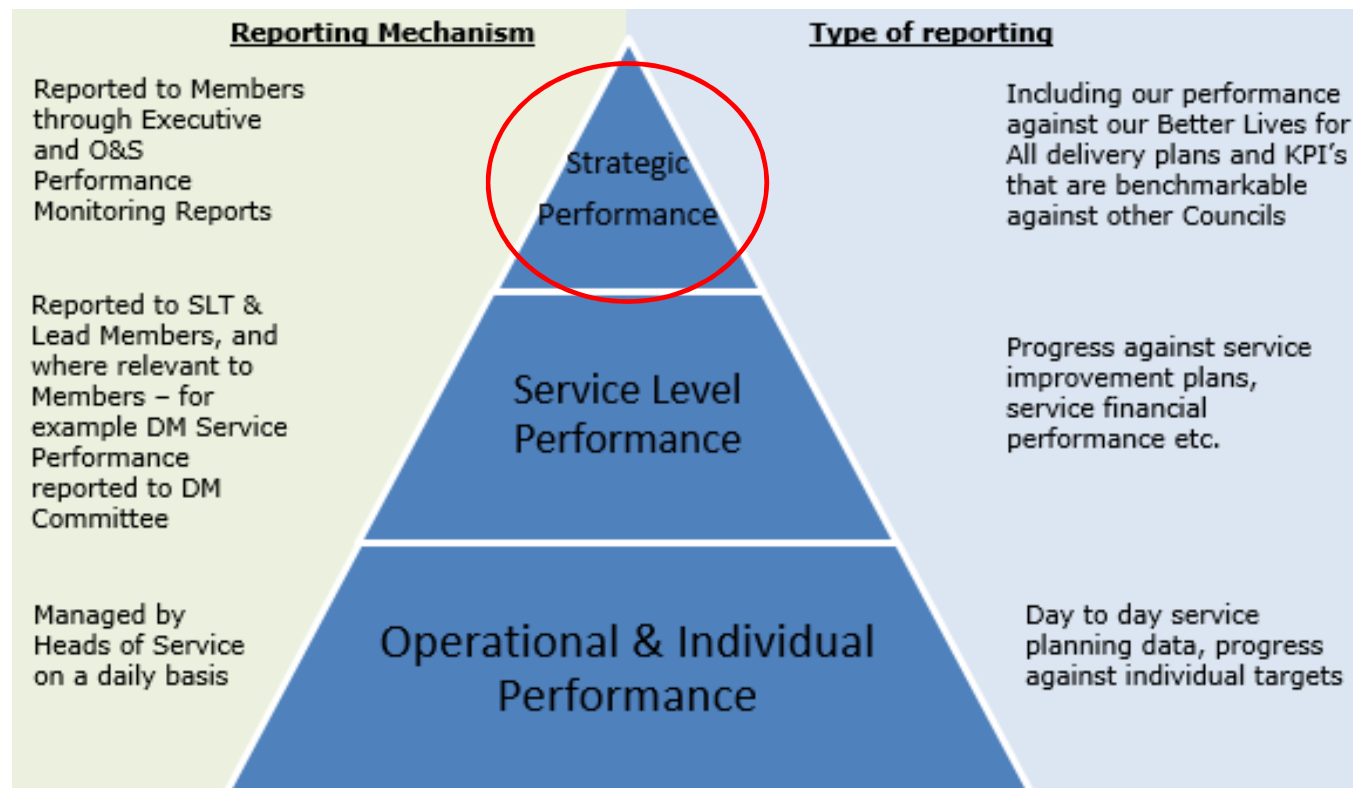 Reporting Mechanism
Type of reporting
Reported to Members
through Executive
and O&S
Performance
Monitoring Reports
Strategic
Performance
Including our performance
against our Better Lives for
All delivery plans and KPI's
that are benchmarkable
against other Councils
Reported to SLT &
Lead Members, and
where relevant to
Members – for
example DM Service
Performance
reported to DM
Committee
Service Level
Performance
Progress against service
improvement plans,
service financial
performance etc.
Managed by
Heads of Service
on a daily basis
Operational & Individual
Performance
Day to day service
planning data, progress
against individual targets